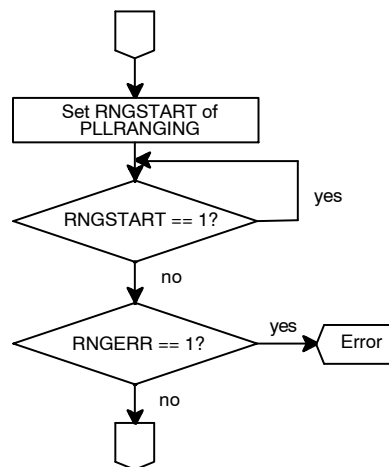 Set RNGSTART of
PLLRANGING
RNGSTART == 1?
yes
no
RNGERR == 1?
yes
Error
no